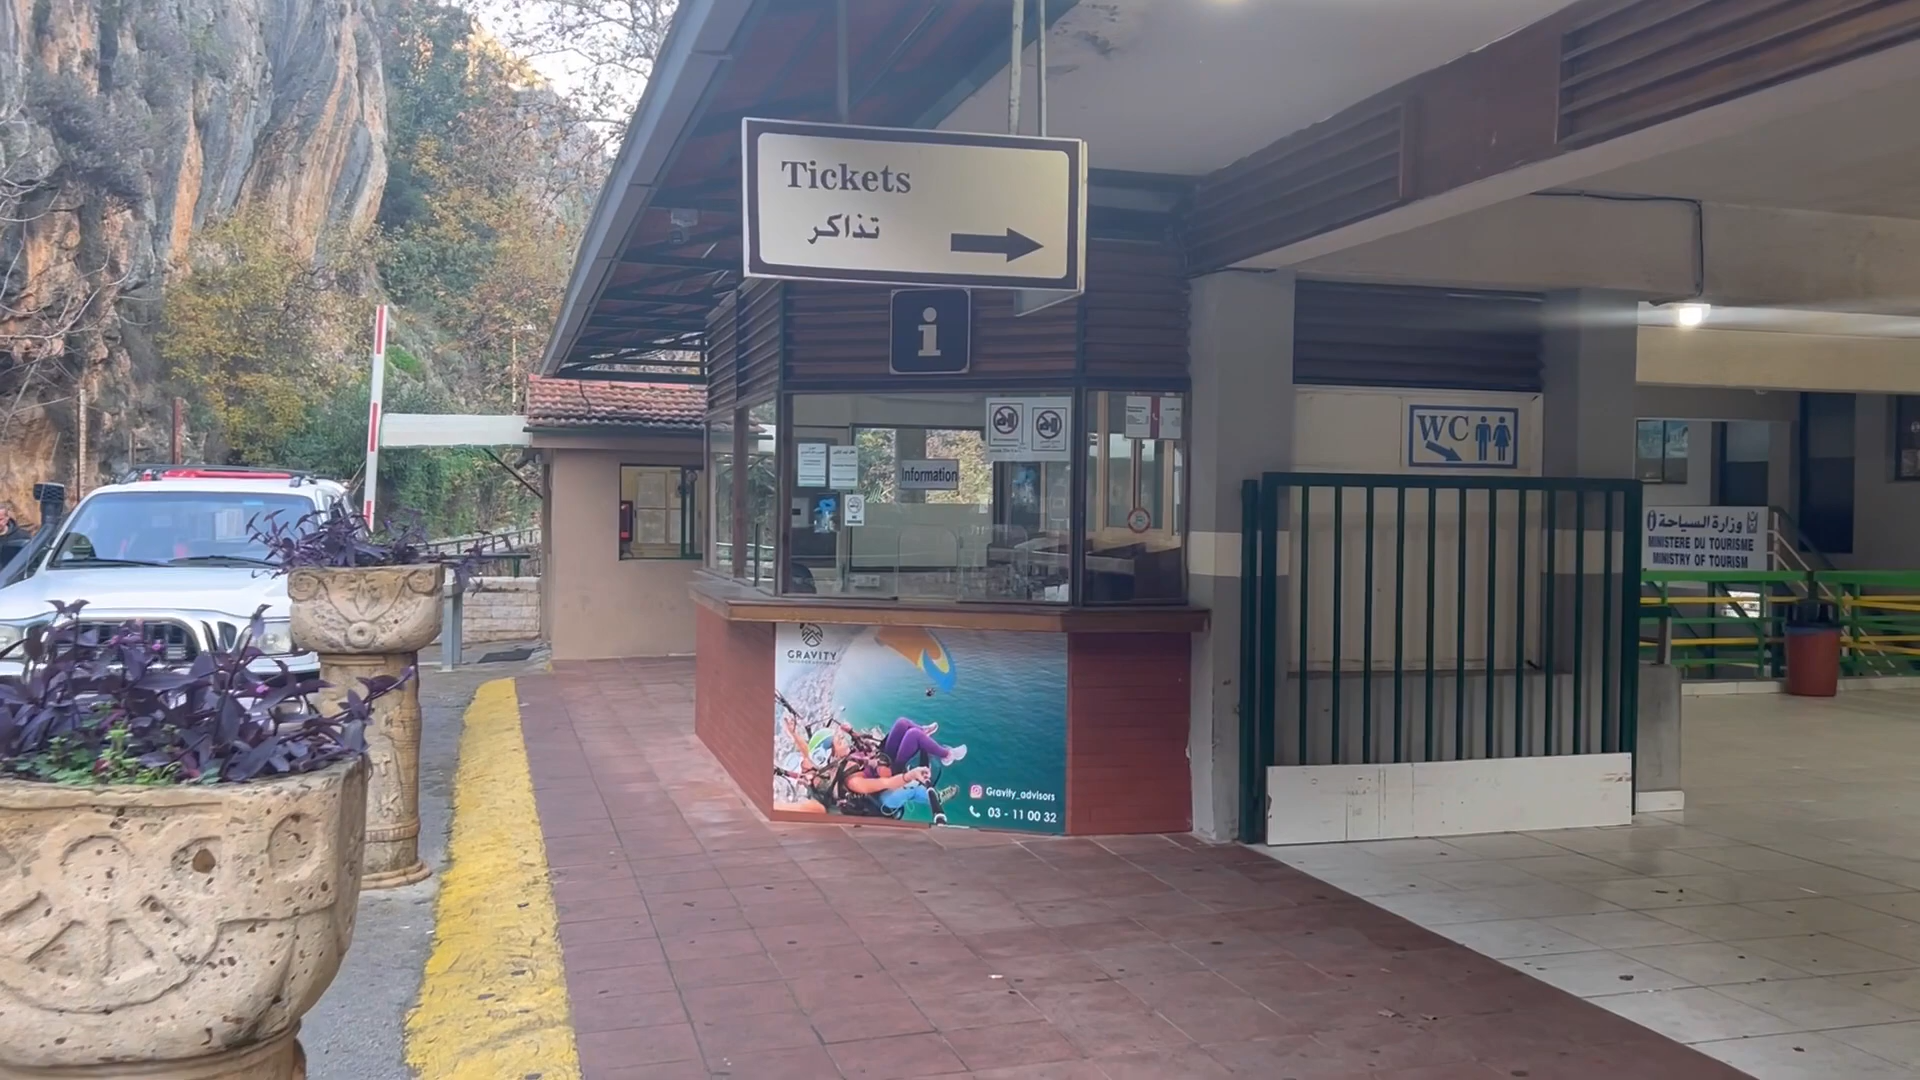 Tickets
تذاكر
i
Information
WC
وزارة السياحة
MINISTERE DU TOURISME
MINISTRY OF TOURISM
GRAVITY
Gravity_advisors
03 - 11 00 32